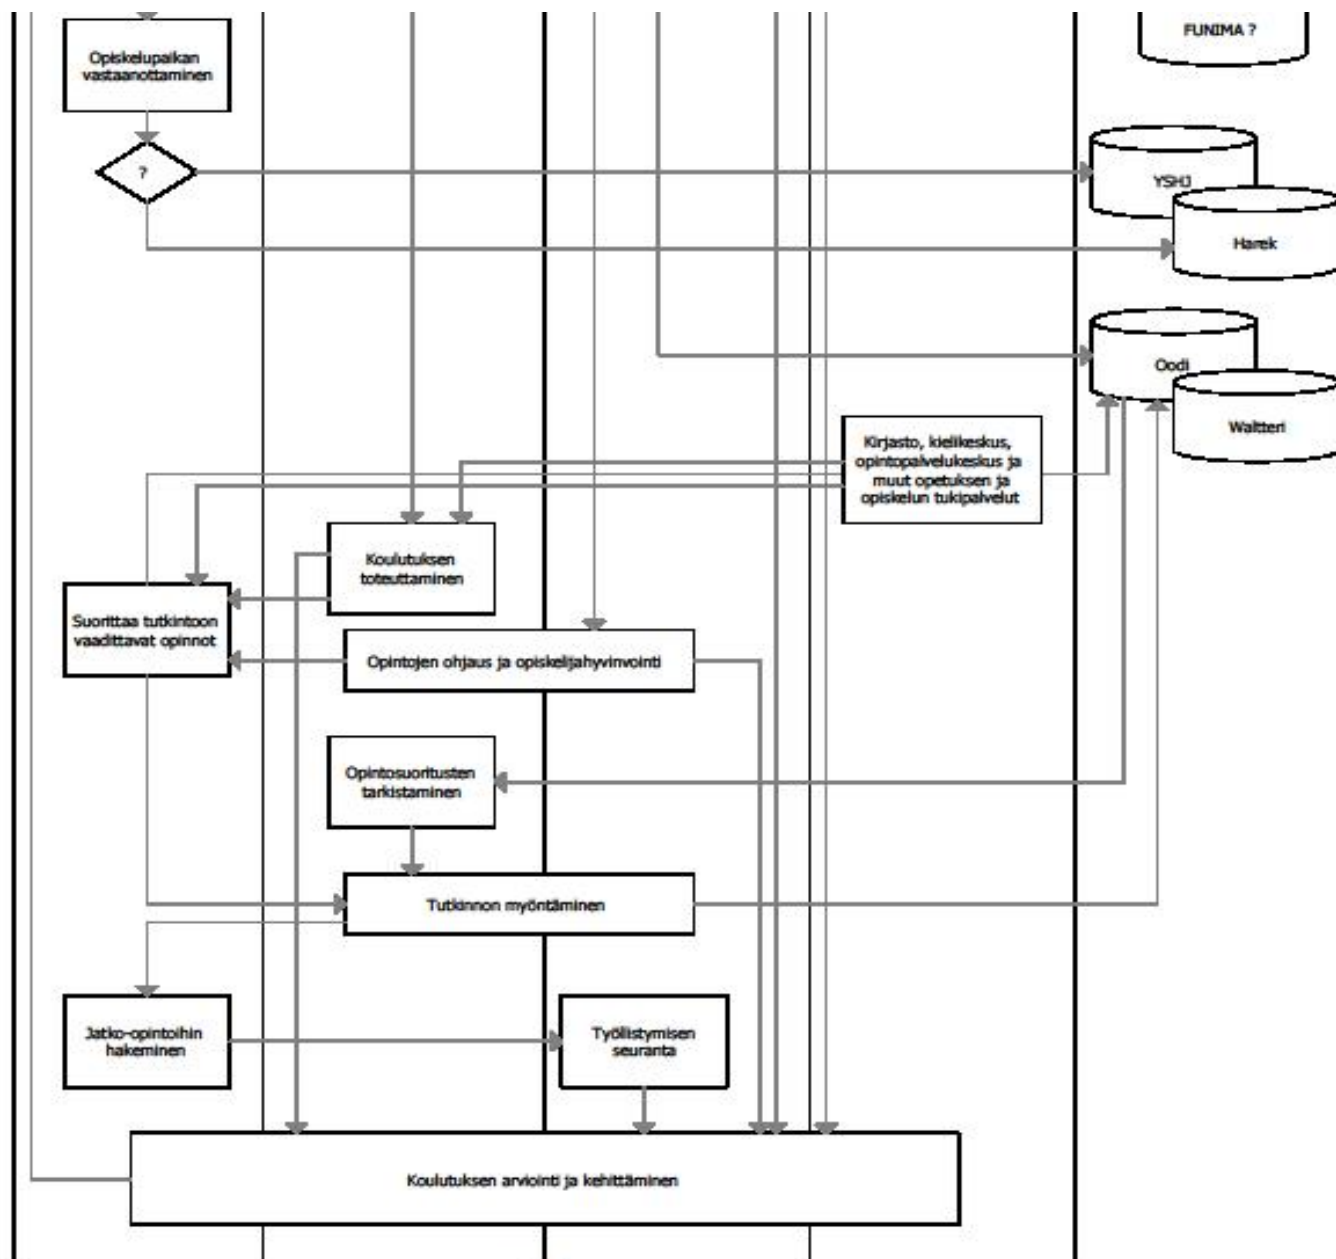 FUNIMA ?
Opiskelupaikan
vastaanottaminen
?
YSHJ
Harek
Oodi
Waltteri
Kirjasto, kielikeskus,
opintopalvelukeskus ja
muut opetuksen ja
opiskelun tukipalvelut
Koulutuksen
toteuttaminen
Suorittaa tutkintoon
vaadittavat opinnot
Opintojen ohjaus ja opiskelijahyvinvointi
Opintosuoritusten
tarkistaminen
Tutkinnon myöntäminen
Jatko-opintoihin
hakeminen
Työllistymisen
seuranta
Koulutuksen arviointi ja kehittäminen